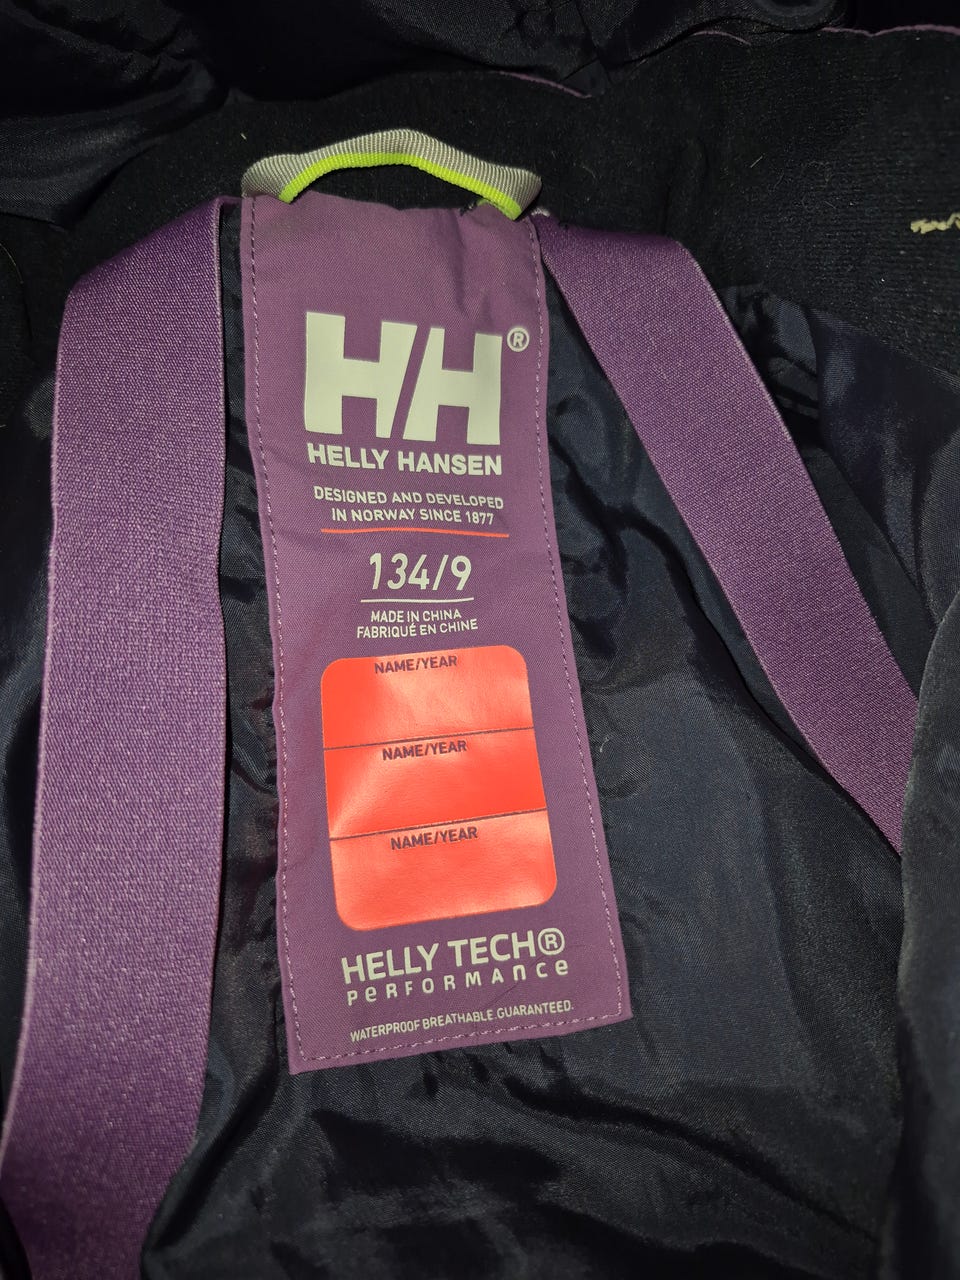 HH®
HELLY HANSEN
DESIGNED AND DEVELOPED
IN NORWAY SINCE 1877
134/9
MADE IN CHINA
FABRIQUÉ EN CHINE
NAME/YEAR
NAME/YEAR
NAME/YEAR
HELLY TECH®
PERFORMANCE
WATERPROOF.BREATHABLE.GUARANTEED.